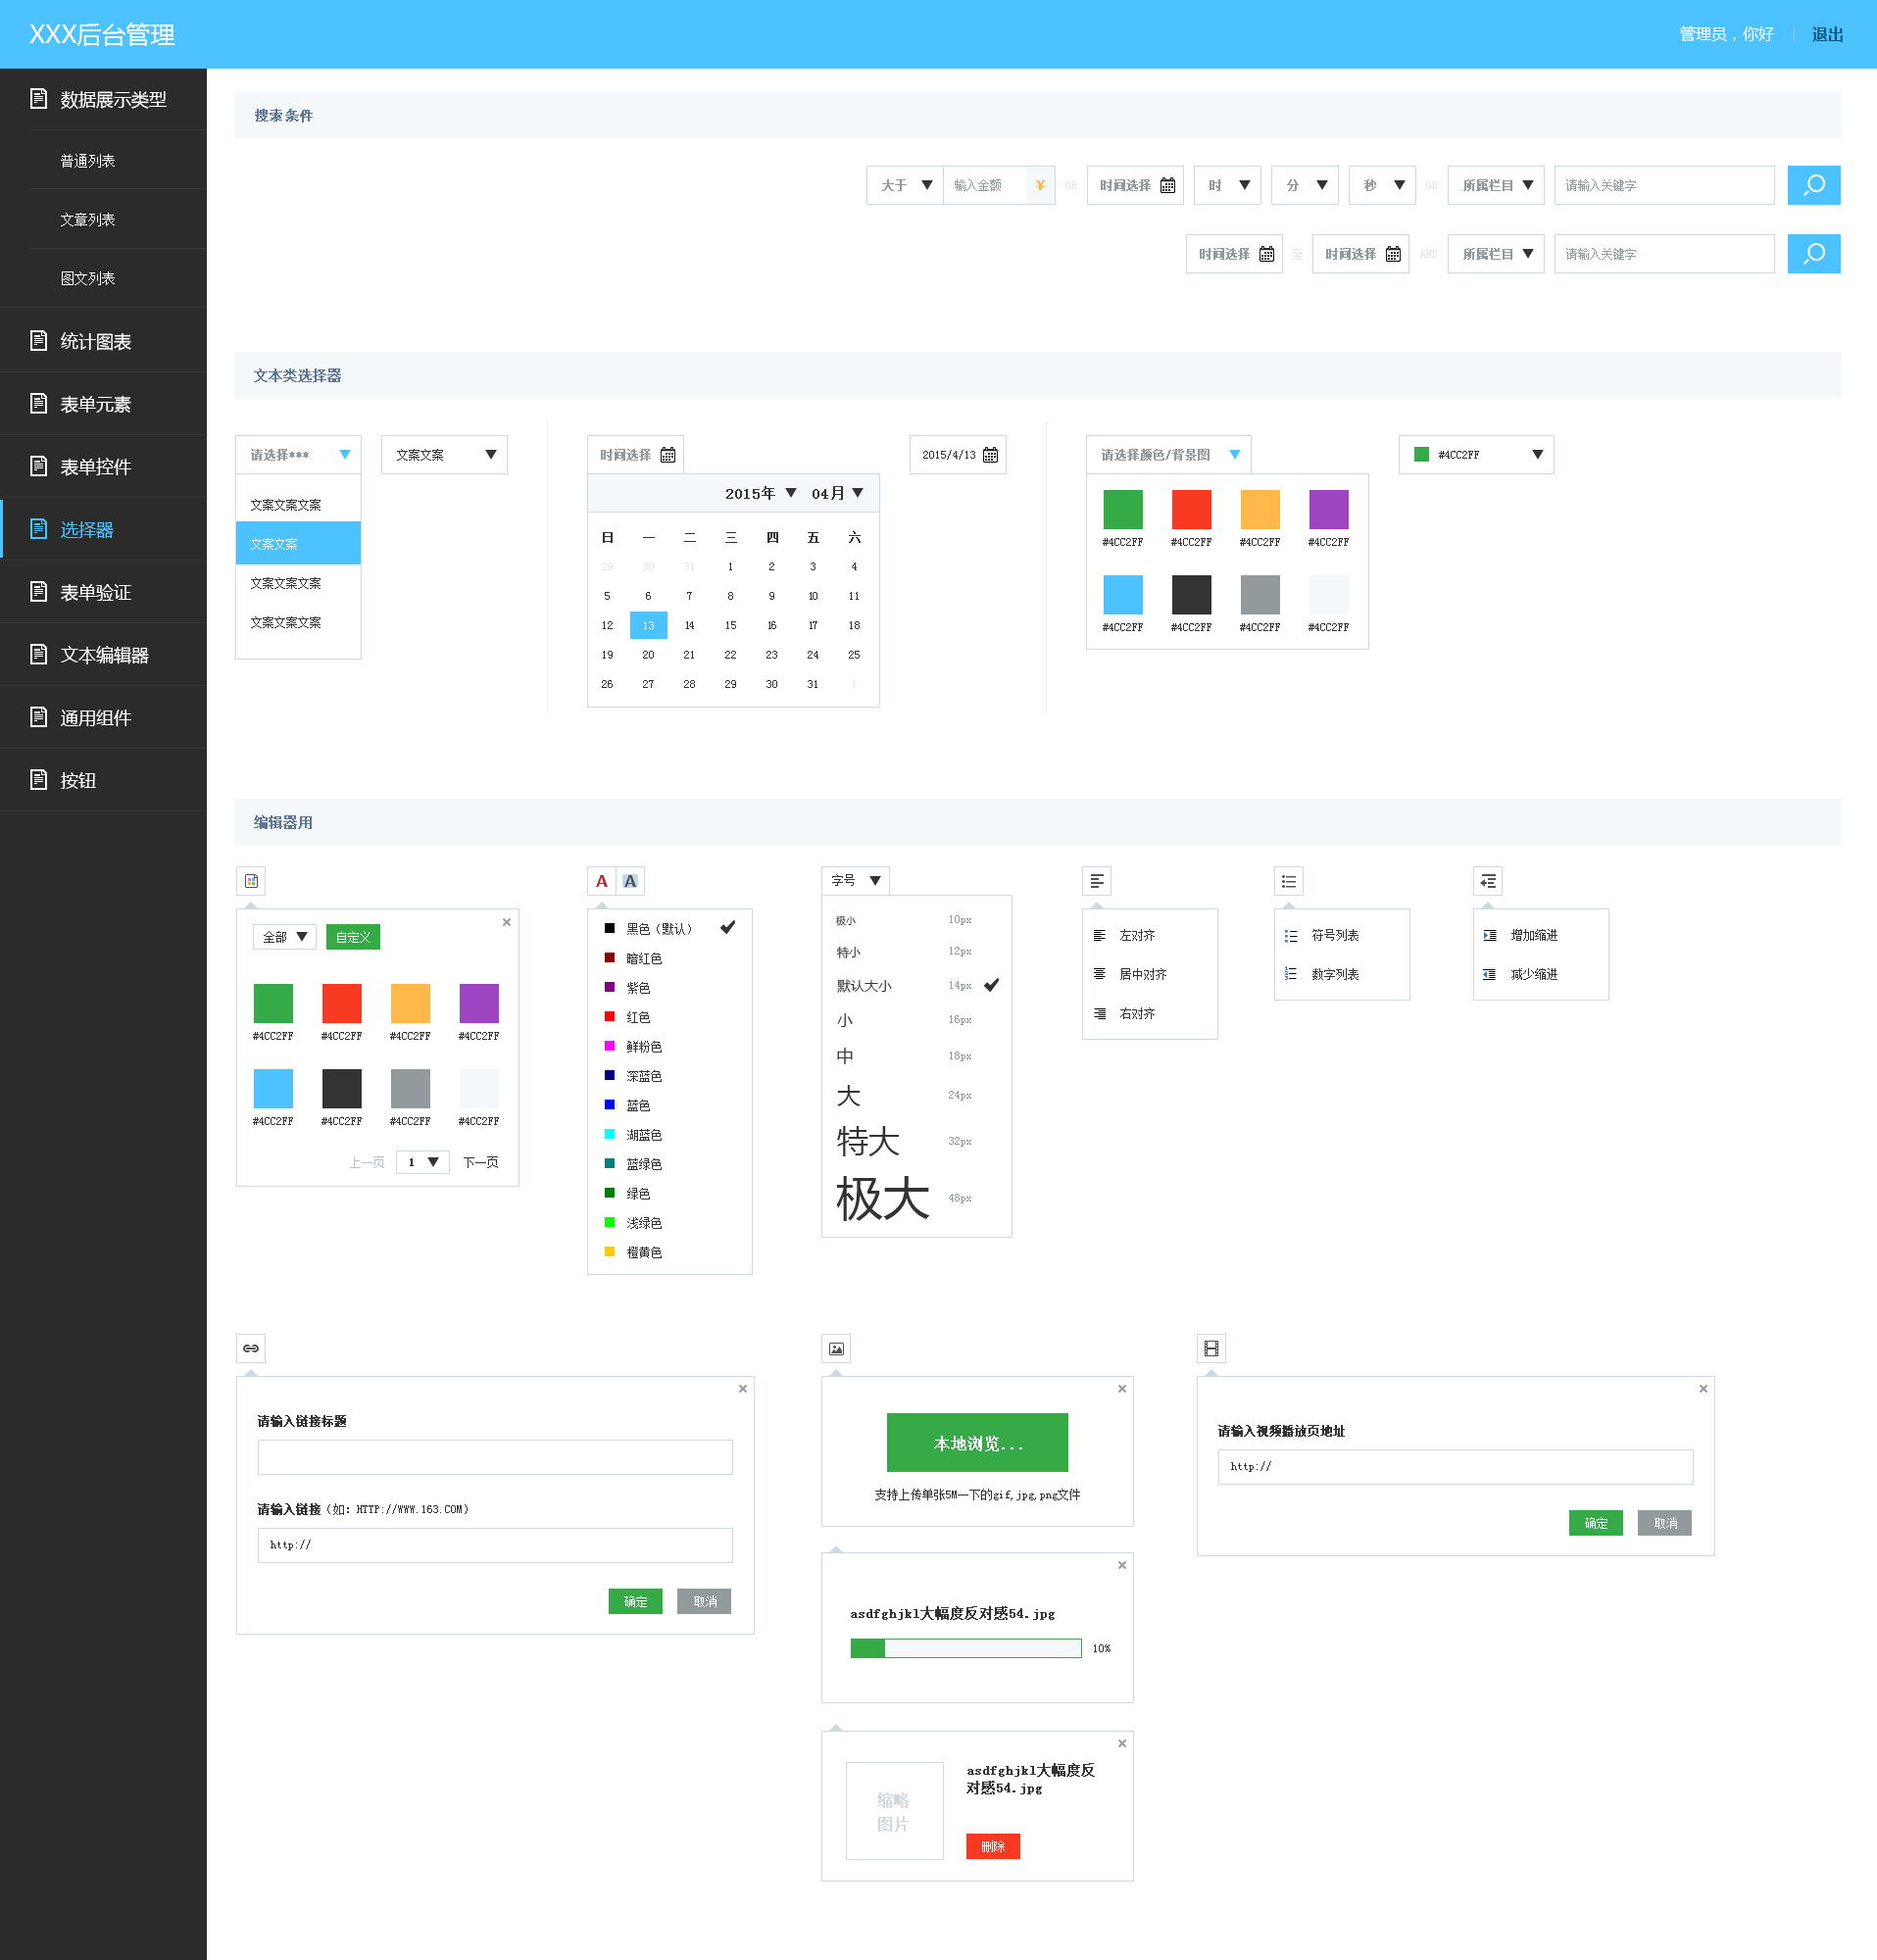 XXX后台管理
管理员，你好 退出
数据展示类型
普通列表
文章列表
图文列表
统计图表
表单元素
表单控件
选择器
表单验证
文本编辑器
通用组件
按钮
搜索条件
大于 输入金额 ¥ OR 时间选择 时 分 秒 OR 所属栏目 请输入关键字
时间选择 至 时间选择 AND 所属栏目 请输入关键字
文本类选择器
请选择***
文案文案文案
文案文案
文案文案文案
文案文案文案
文案文案
时间选择
2015年 04月
日 一 二 三 四 五 六
29 30 31 1 2 3 4
5 6 7 8 9 10 11
12 13 14 15 16 17 18
19 20 21 22 23 24 25
26 27 28 29 30 31 1
2015/4/13
请选择颜色/背景图
#4CC2FF #4CC2FF #4CC2FF #4CC2FF
#4CC2FF #4CC2FF #4CC2FF #4CC2FF
#4CC2FF
编辑器用
全部 自定义
#4CC2FF #4CC2FF #4CC2FF #4CC2FF
#4CC2FF #4CC2FF #4CC2FF #4CC2FF
上一页 1 下一页
A A
黑色（默认）
暗红色
紫色
红色
鲜粉色
深蓝色
蓝色
湖蓝色
蓝绿色
绿色
浅绿色
橙黄色
字号
极小 10px
特小 12px
默认大小 14px
小 16px
中 18px
大 24px
特大 32px
极大 48px
左对齐
居中对齐
右对齐
符号列表
数字列表
增加缩进
减少缩进
请输入链接标题
请输入链接（如：HTTP://WWW.163.COM）
http://
确定 取消
本地浏览...
支持上传单张5M一下的gif,jpg,png文件
asdfghjkl大幅度反对感54.jpg
10%
缩略
图片
asdfghjkl大幅度反
对感54.jpg
删除
请输入视频播放页地址
http://
确定 取消